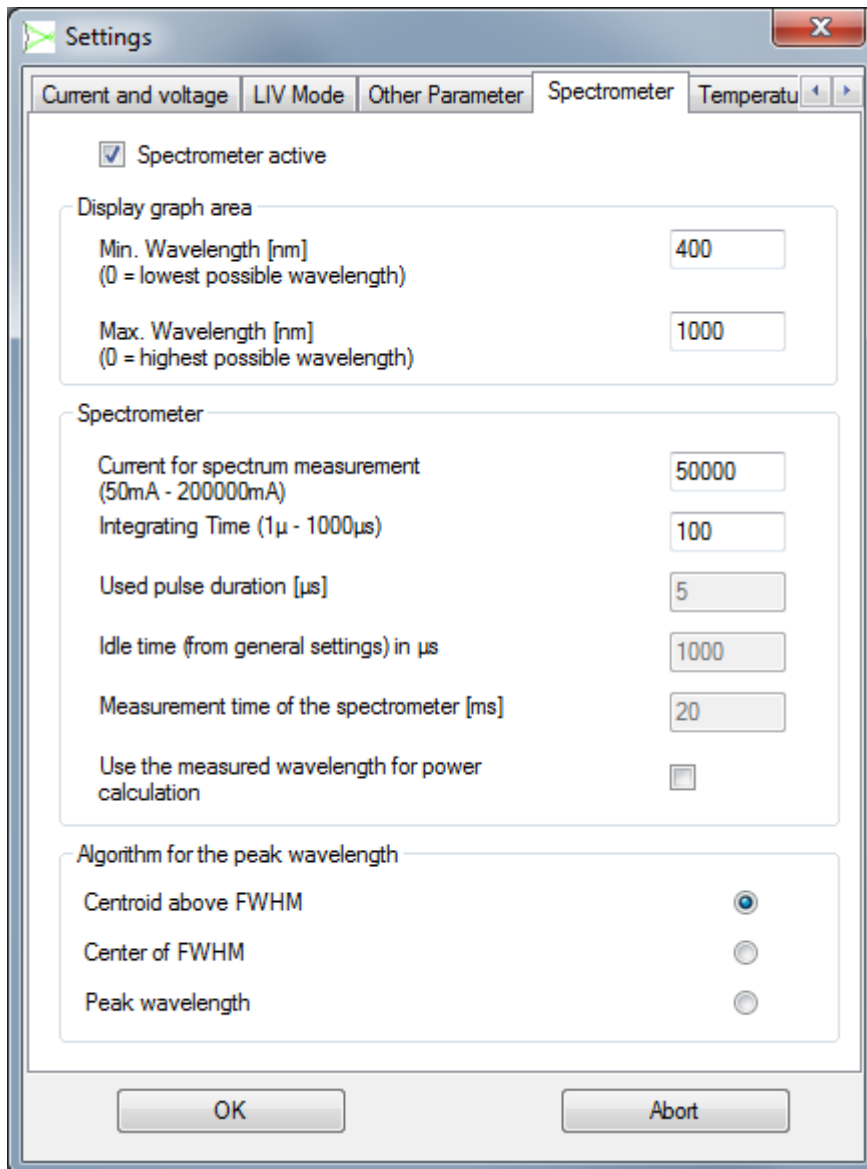 Settings
Current and voltage
LIV Mode
Other Parameter
Spectrometer
Temperatu
Spectrometer active
Display graph area
Min. Wavelength [nm]
(0 = lowest possible wavelength)
400
Max. Wavelength [nm]
(0 = highest possible wavelength)
1000
Spectrometer
Current for spectrum measurement
(50mA - 200000mA)
50000
Integrating Time (1µ - 1000µs)
100
Used pulse duration [µs]
5
Idle time (from general settings) in µs
1000
Measurement time of the spectrometer [ms]
20
Use the measured wavelength for power
calculation
Algorithm for the peak wavelength
Centroid above FWHM
Center of FWHM
Peak wavelength
OK
Abort